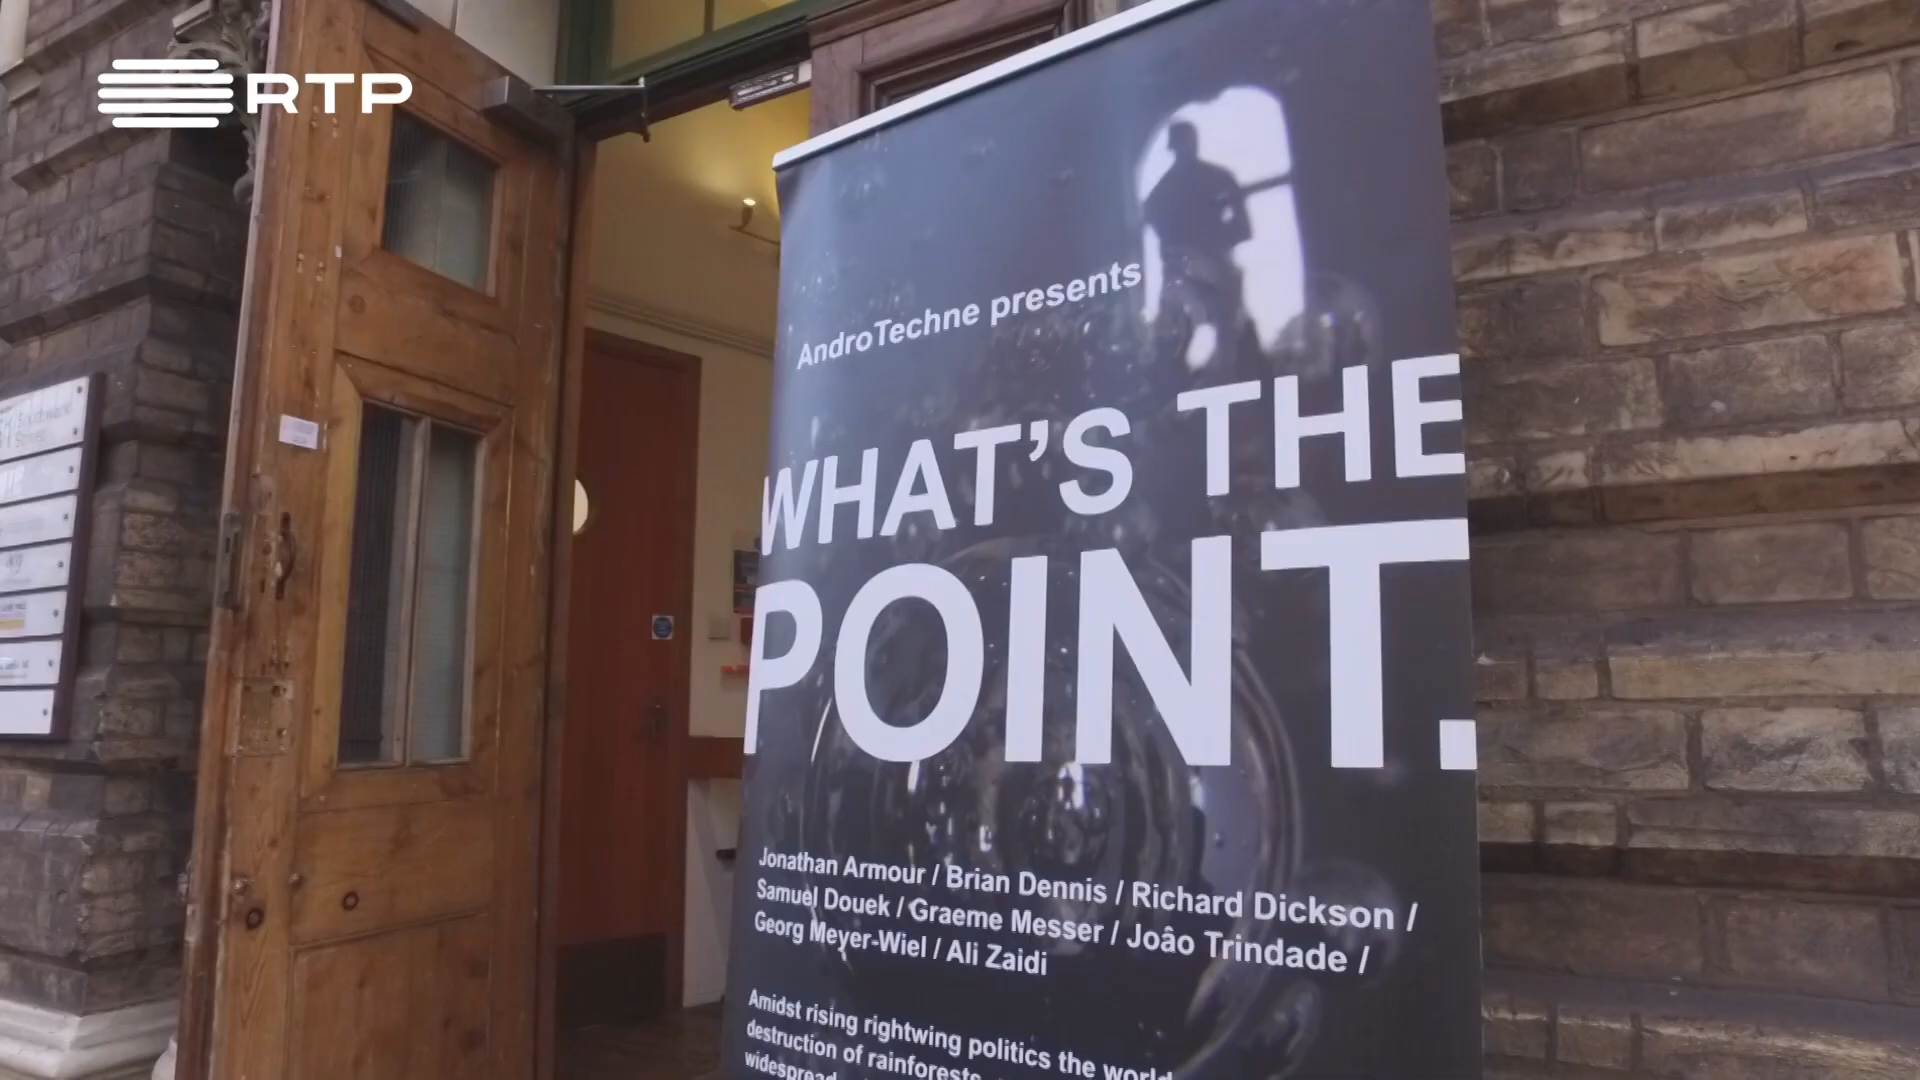 RTP
AndroTechne presents
WHAT'S THE
POINT.
Jonathan Armour / Brian Dennis / Richard Dickson /
Samuel Douek / Graeme Messer / Joâo Trindade /
Georg Meyer-Wiel / Ali Zaidi
Amidst rising rightwing politics the world
destruction of rainforests
widespread